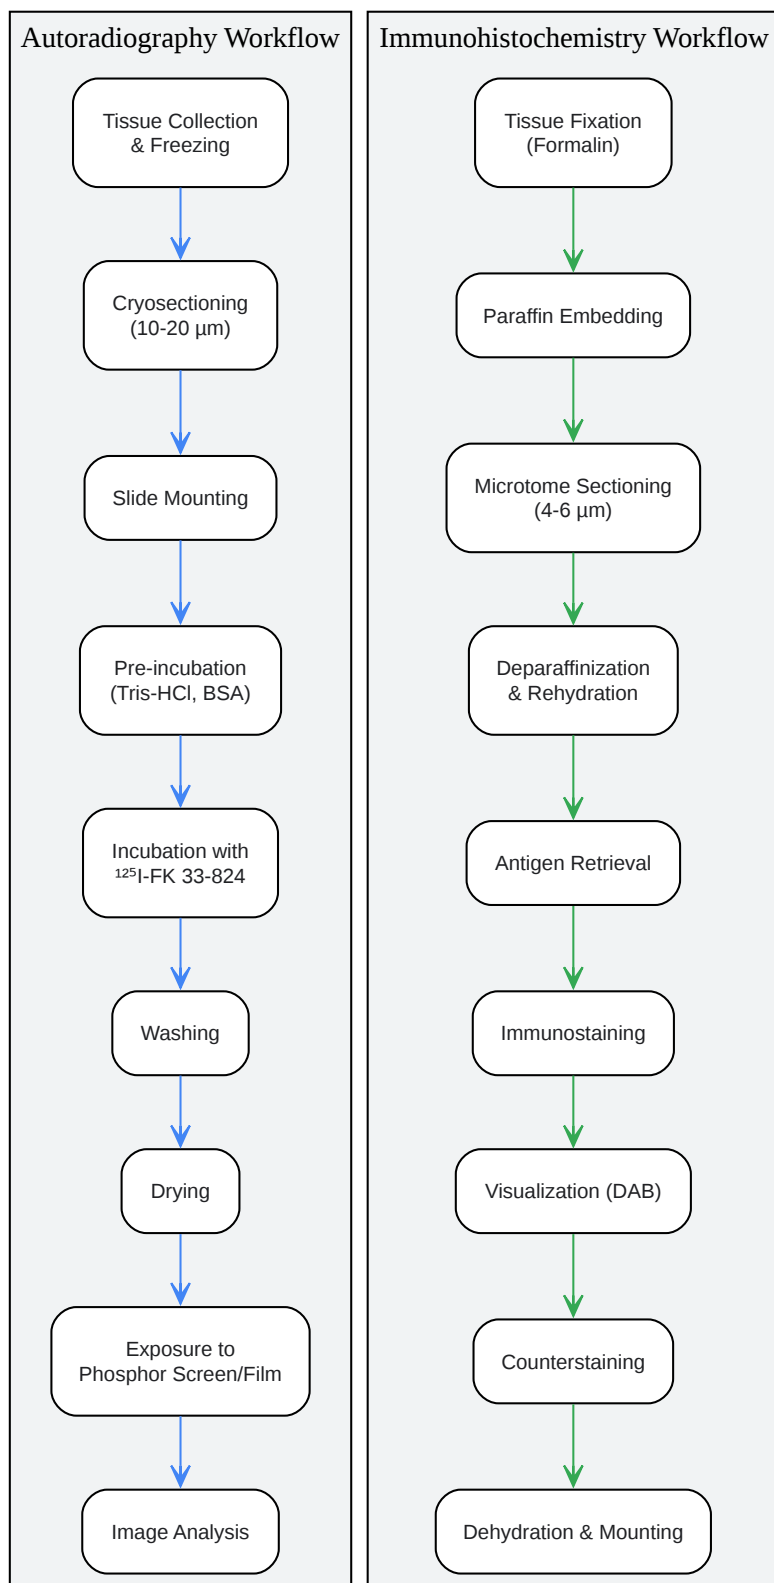 Autoradiography Workflow
Tissue Collection
& Freezing
Cryosectioning
(10-20 µm)
Slide Mounting
Pre-incubation
(Tris-HCl, BSA)
Incubation with
¹²⁵I-FK 33-824
Washing
Drying
Exposure to
Phosphor Screen/Film
Image Analysis
Immunohistochemistry Workflow
Tissue Fixation
(Formalin)
Paraffin Embedding
Microtome Sectioning
(4-6 µm)
Deparaffinization
& Rehydration
Antigen Retrieval
Immunostaining
Visualization (DAB)
Counterstaining
Dehydration & Mounting